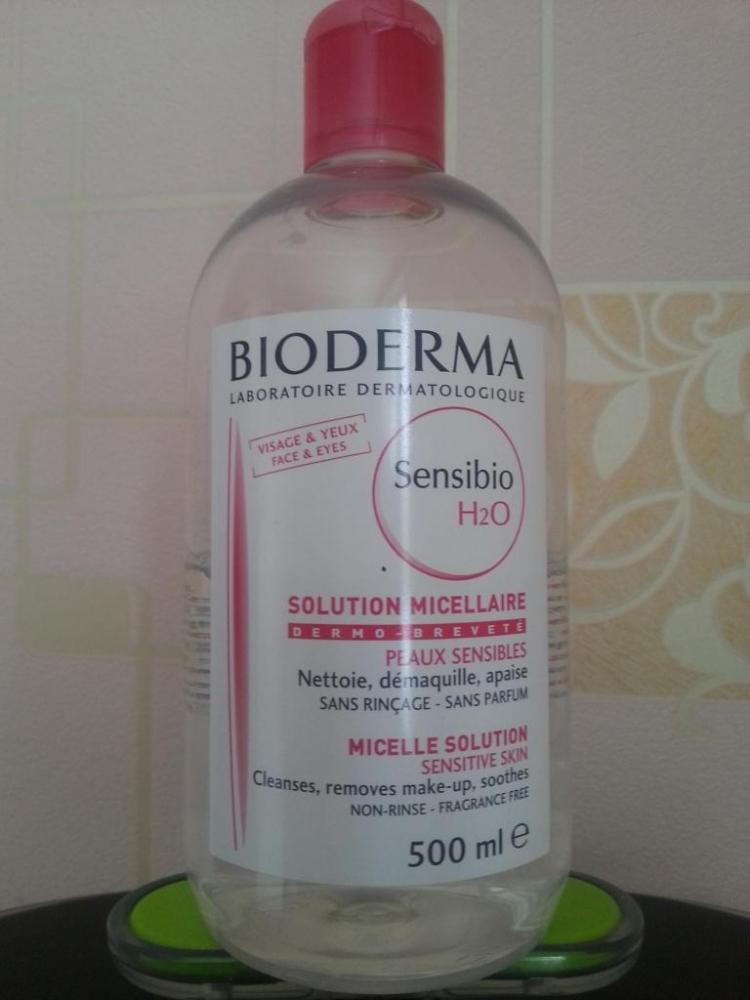 BIODERMA
LABORATOIRE DERMATOLOGIQUE
VISAGE & YEUX
FACE & EYES
Sensibio
H2O
SOLUTION MICELLAIRE
DERMO-BREVETÉ
PEAUX SENSIBLES
Nettoie, démaquille, apaise
SANS RINÇAGE - SANS PARFUM
MICELLE SOLUTION
SENSITIVE SKIN
Cleanses, removes make-up, soothes
NON-RINSE - FRAGRANCE FREE
500 ml e